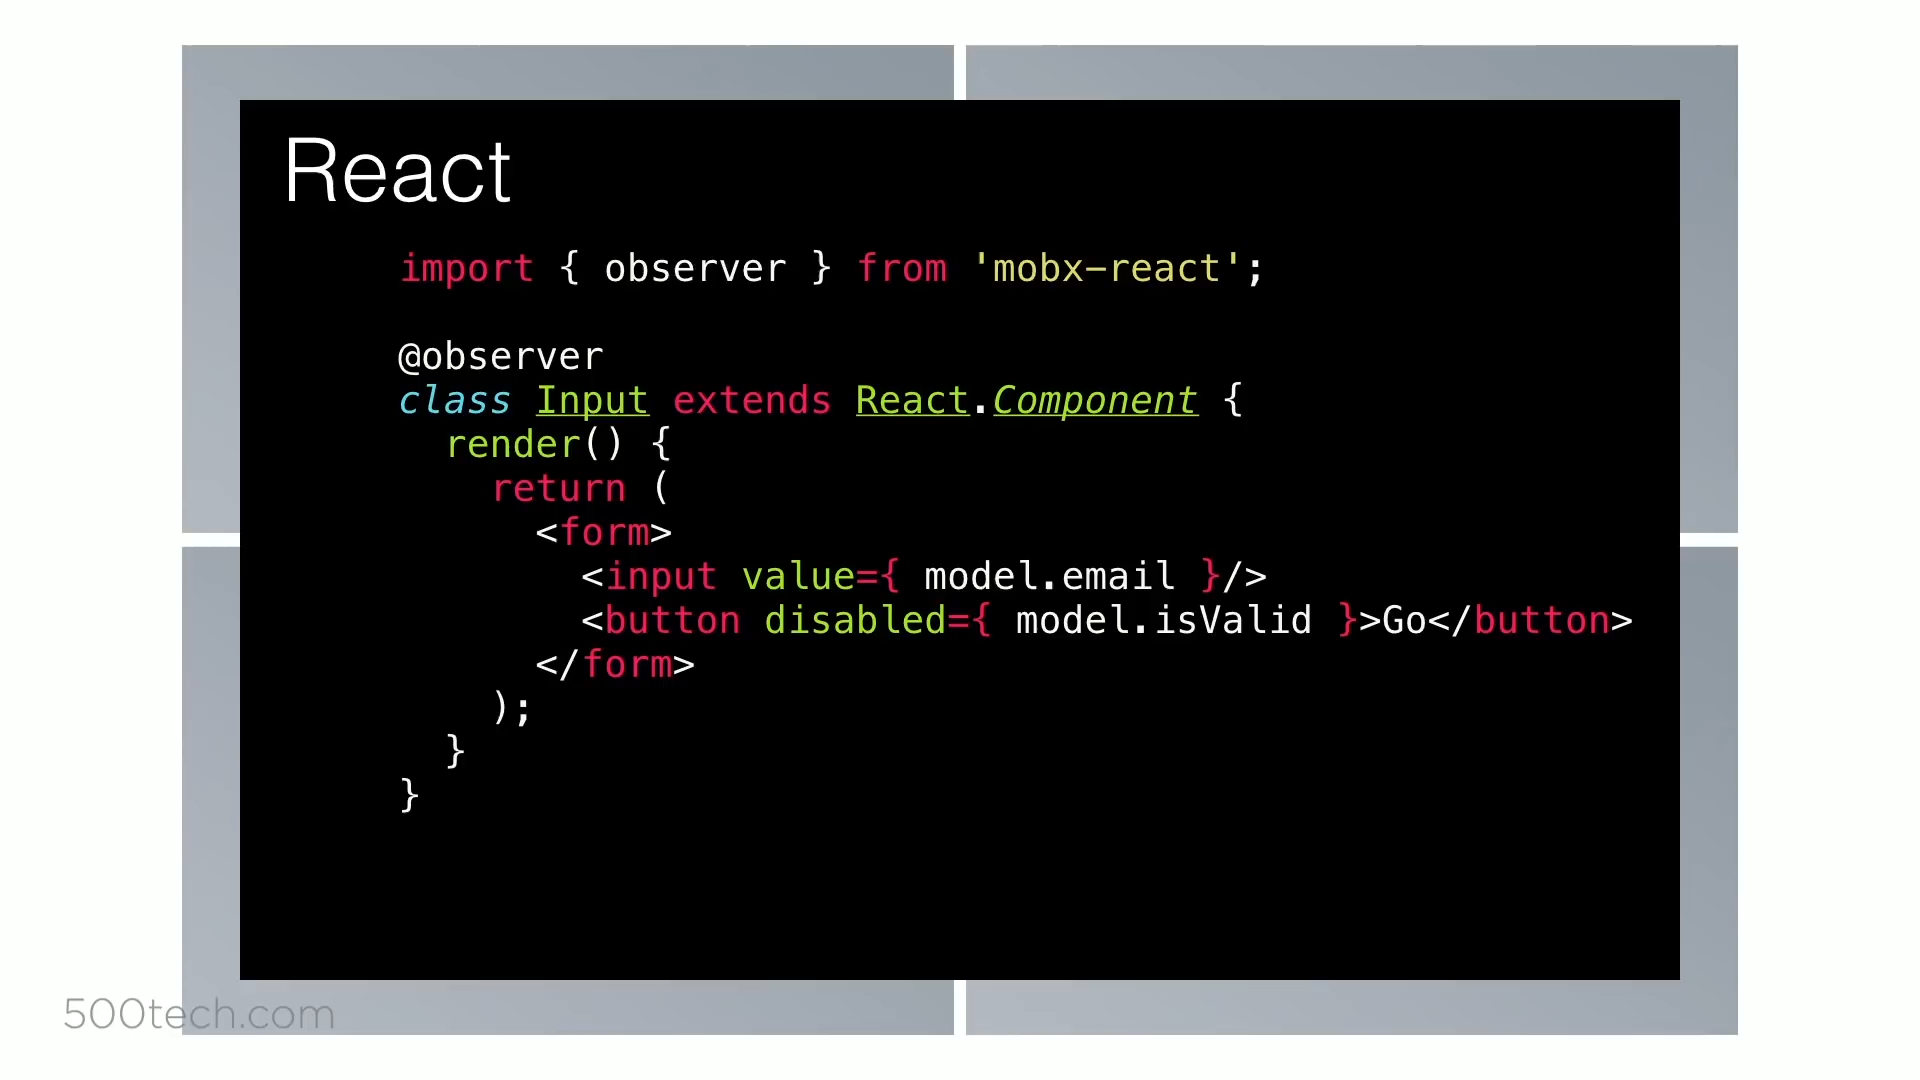 React
import { observer } from 'mobx-react';
@observer
class Input extends React.Component {
render() {
return (
<form>
<input value={ model.email }/>
<button disabled={ model.isValid }>Go</button>
</form>
);
}
}
500tech.com